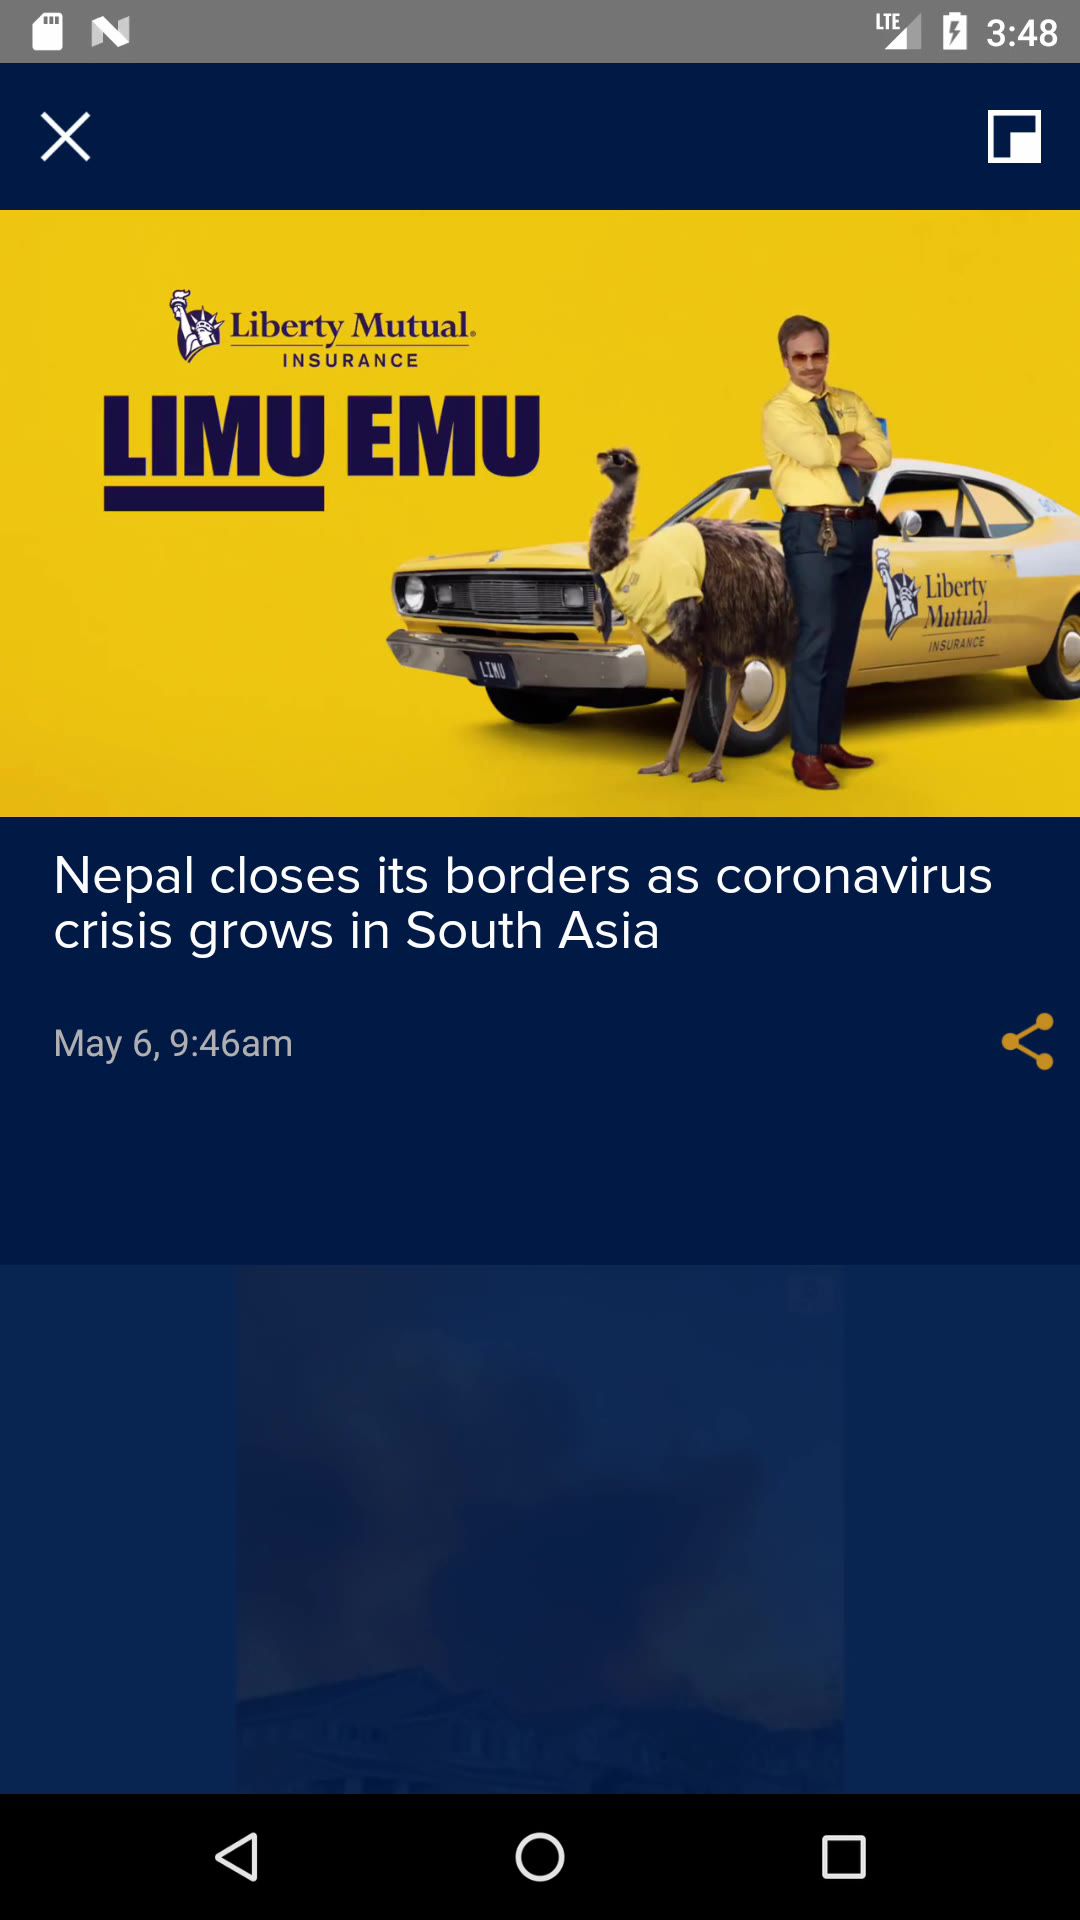 LTE 3:48
Liberty Mutual.
INSURANCE
LIMU EMU
Liberty
Mutual.
INSURANCE
LIMU
Nepal closes its borders as coronavirus
crisis grows in South Asia
May 6, 9:46am